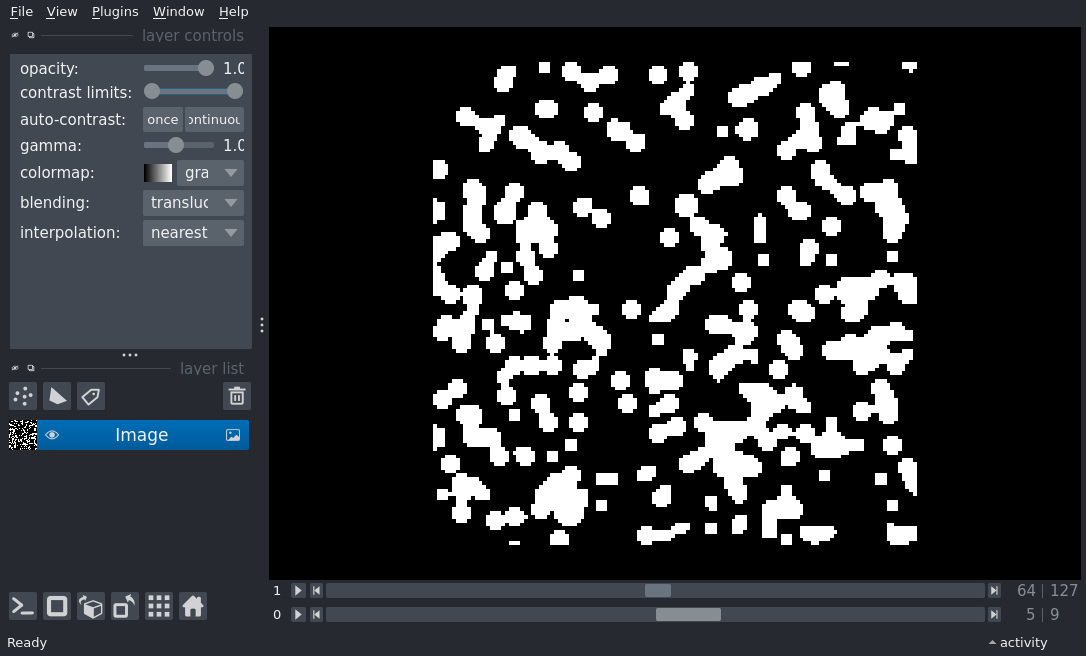 File View Plugins Window Help
layer controls
opacity: 1.0
contrast limits:
auto-contrast: once ontinuou
gamma: 1.0
colormap: gra
blending: transluc
interpolation: nearest
layer list
Image
1 64 127
0 5 9
Ready activity